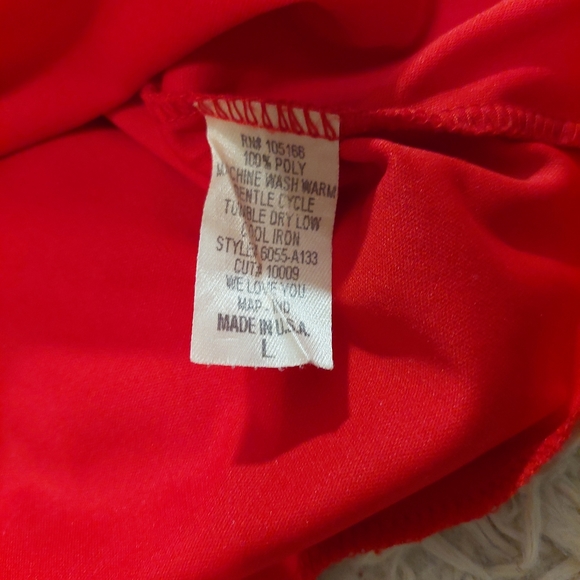 RN# 105166
100% POLY
MACHINE WASH WARM
GENTLE CYCLE
TUMBLE DRY LOW
COOL IRON
STYLE# 6055-A133
CUT# 10009
WE LOVE YOU
MAP -
MADE IN U.S.A.
L